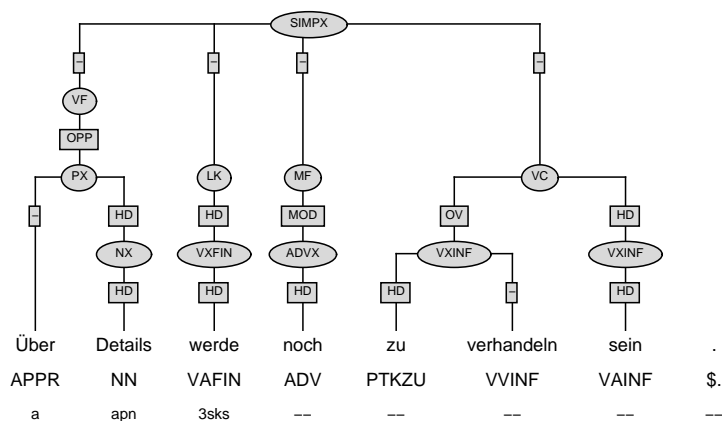 SIMPX
– – – –
VF
OPP
PX LK MF VC
– HD HD MOD OV HD
NX VXFIN ADVX VXINF VXINF
HD HD HD HD – HD
Über Details werde noch zu verhandeln sein .
APPR NN VAFIN ADV PTKZU VVINF VAINF $.
a apn 3sks –– –– –– –– ––